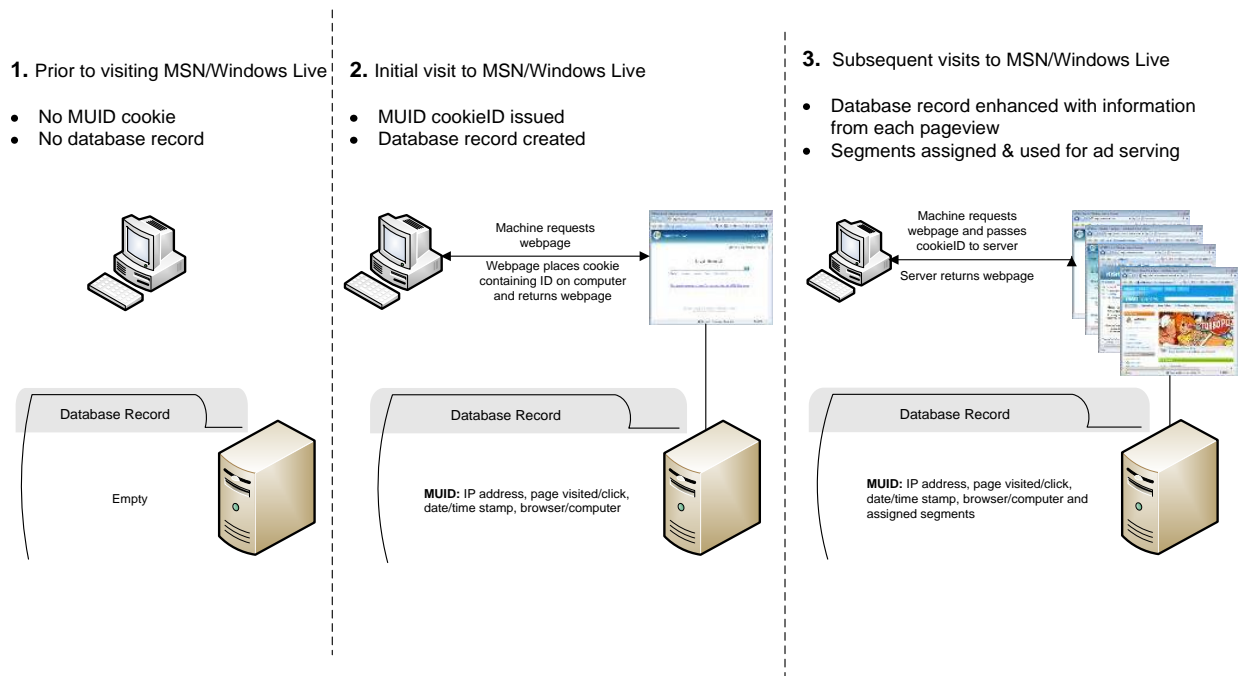 1. Prior to visiting MSN/Windows Live
• No MUID cookie
• No database record
Database Record
Empty
2. Initial visit to MSN/Windows Live
• MUID cookieID issued
• Database record created
Machine requests
webpage
Webpage places cookie
containing ID on computer
and returns webpage
Database Record
MUID: IP address, page visited/click,
date/time stamp, browser/computer
3. Subsequent visits to MSN/Windows Live
• Database record enhanced with information
from each pageview
• Segments assigned & used for ad serving
Machine requests
webpage and passes
cookieID to server
Server returns webpage
Database Record
MUID: IP address, page visited/click,
date/time stamp, browser/computer and
assigned segments